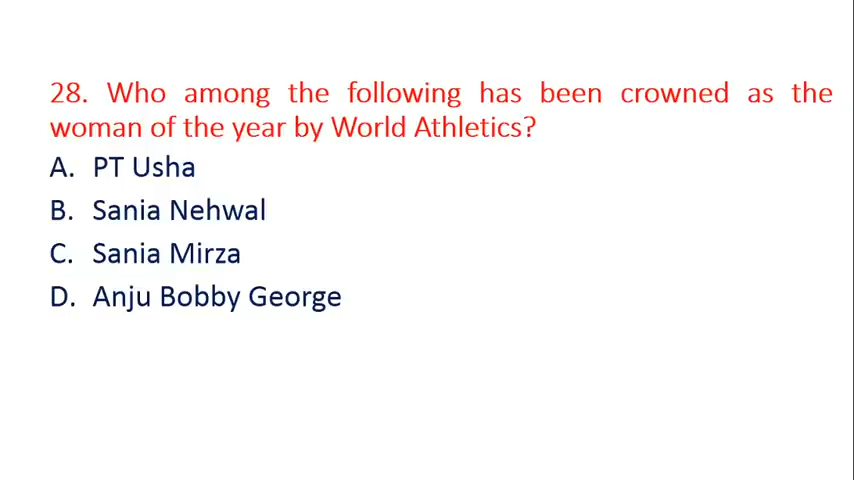 28. Who among the following has been crowned as the
woman of the year by World Athletics?
A. PT Usha
B. Sania Nehwal
C. Sania Mirza
D. Anju Bobby George